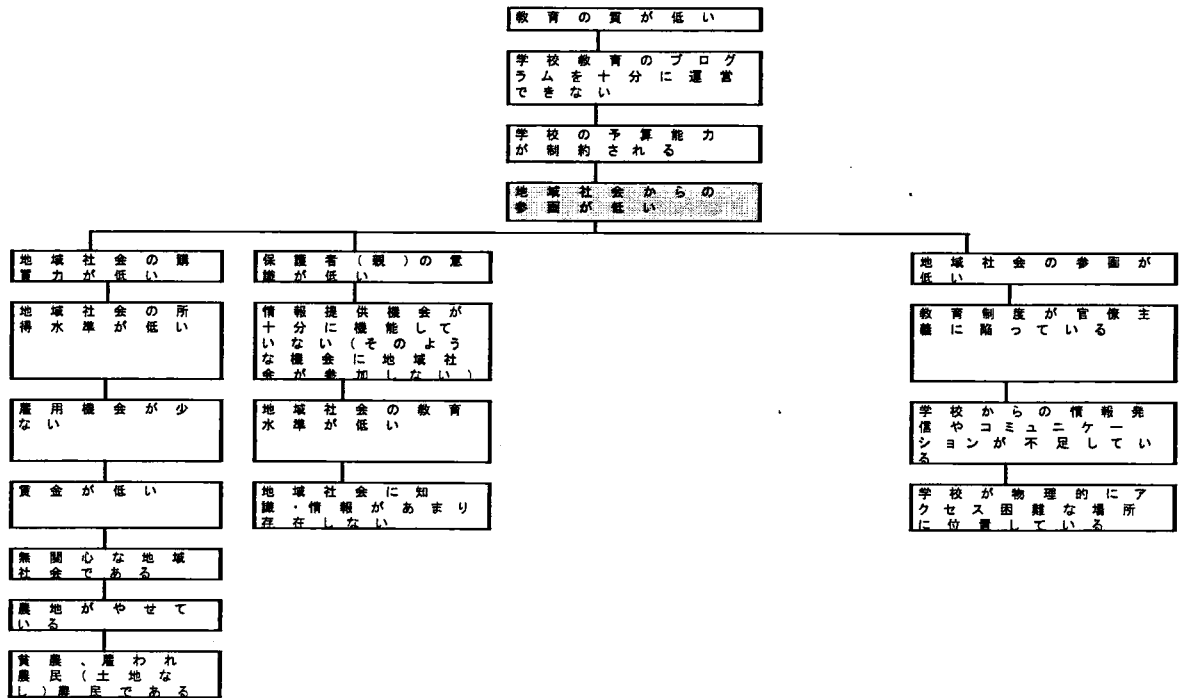 教育の質が低い
学校教育のプログ
ラムを十分に運営
できない
学校の予算能力
が制約される
地域社会からの
参画が低い
地域社会の購
買力が低い
地域社会の所
得水準が低い
雇用機会が少
ない
賃金が低い
無関心な地域
社会である
農地がやせて
いる
貧農、雇われ
農民(土地な
し)農民である
保護者(親)の意
識が低い
情報提供機会が
十分に機能して
いない(そのよう
な機会に地域社
会が参加しない)
地域社会の教育
水準が低い
地域社会に知
識・情報があまり
存在しない
地域社会の参画が
低い
教育制度が官僚主
義に陥っている
学校からの情報発
信やコミュニケー
ションが不足してい
る
学校が物理的にア
クセス困難な場所
に位置している